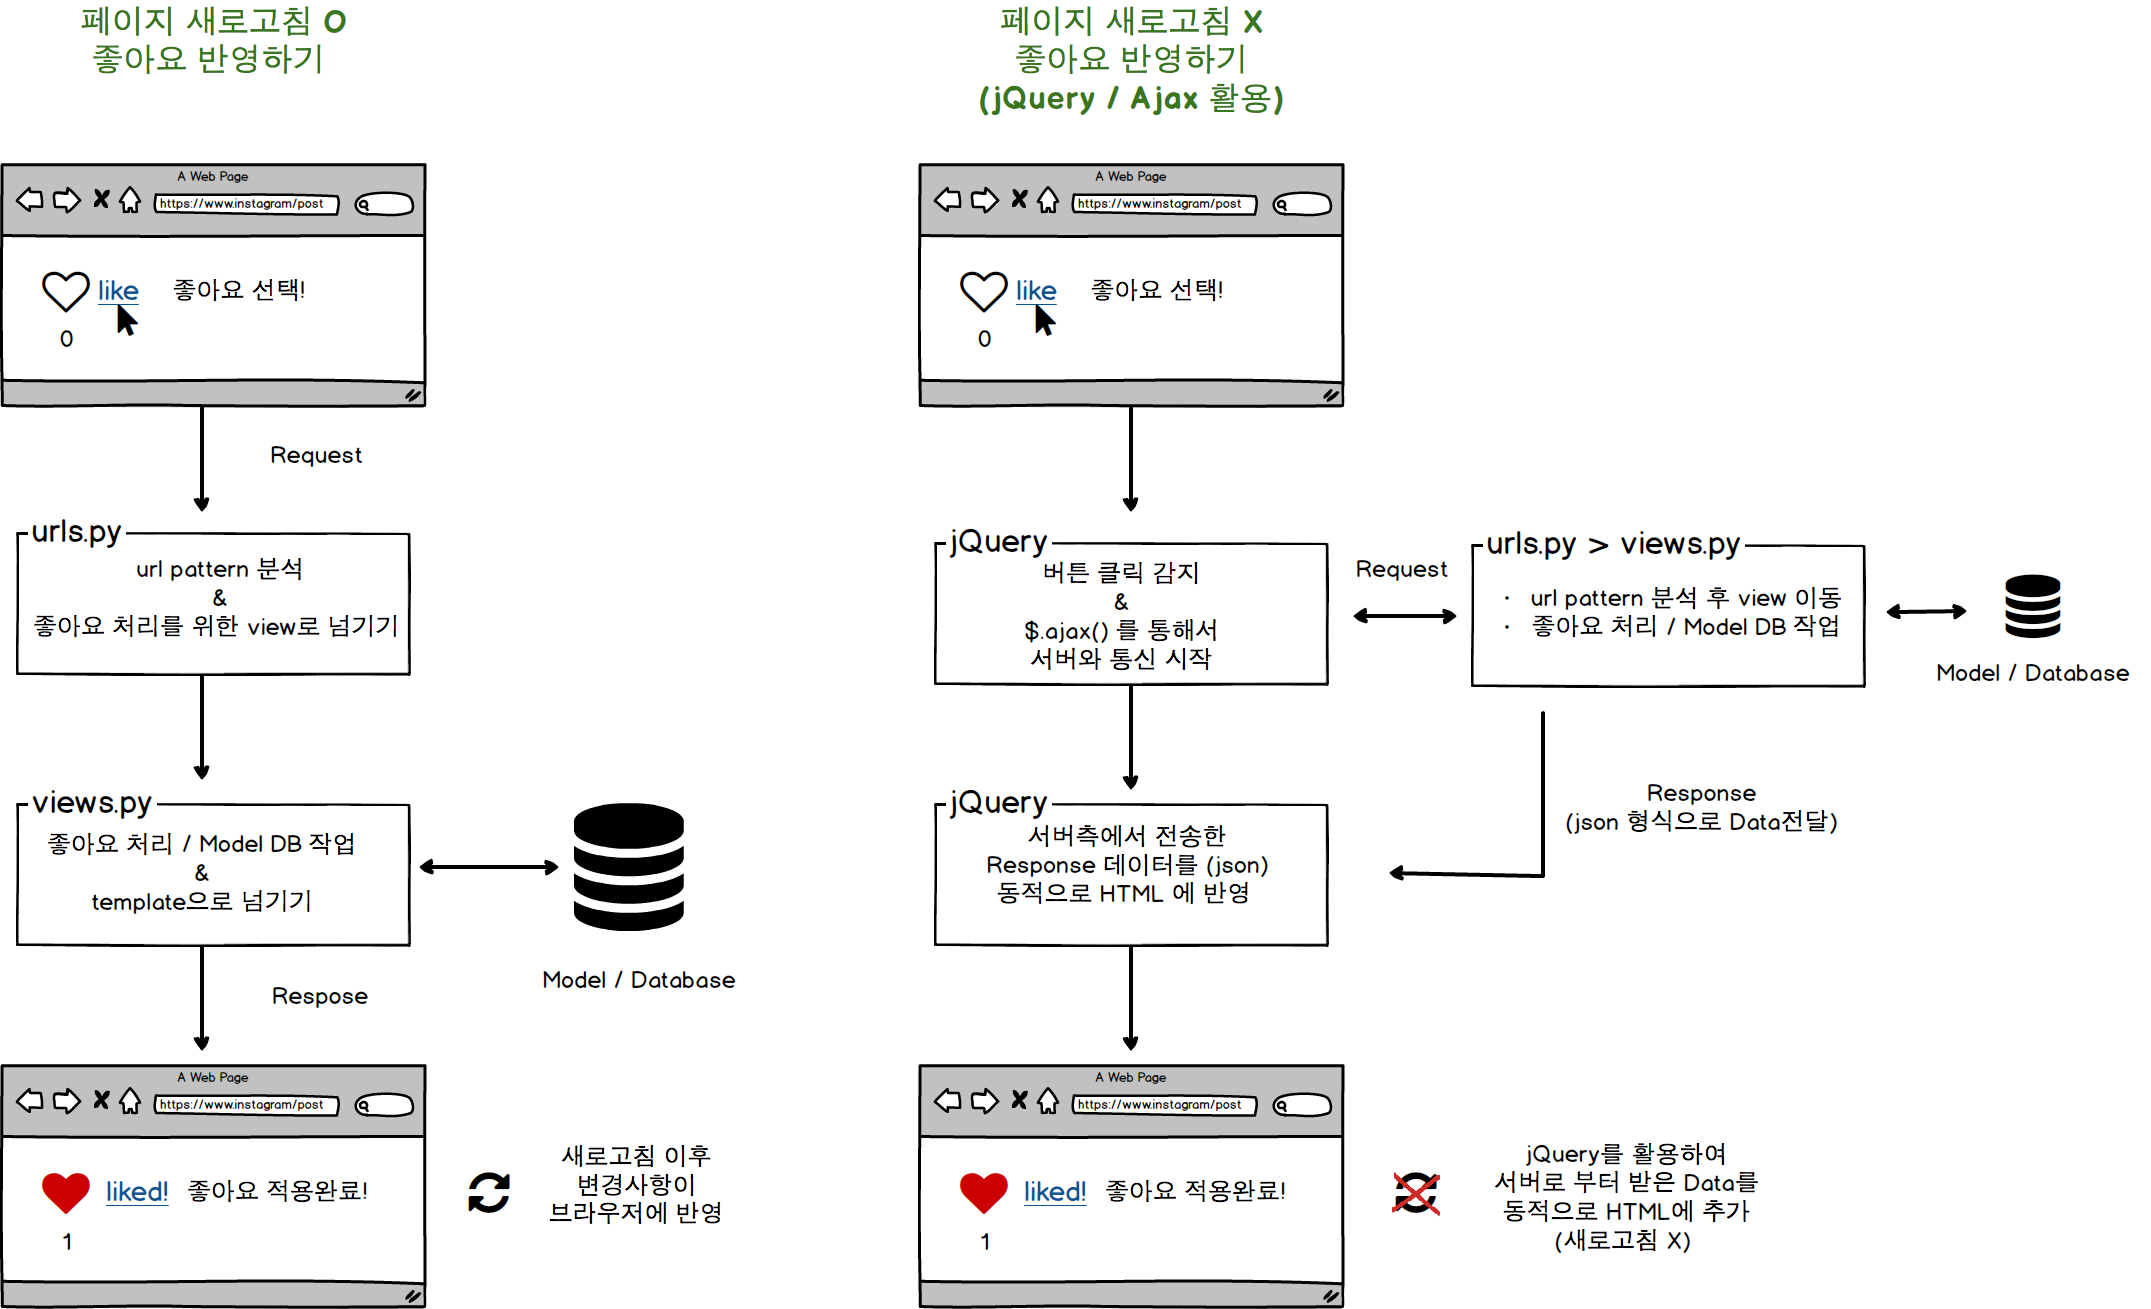 페이지 새로고침 O
좋아요 반영하기
A Web Page
https://www.instagram/post
like
좋아요 선택!
0
Request
urls.py
url pattern 분석
&
좋아요 처리를 위한 view로 넘기기
views.py
좋아요 처리 / Model DB 작업
&
template으로 넘기기
Model / Database
Respose
A Web Page
https://www.instagram/post
liked!
좋아요 적용완료!
1
새로고침 이후
변경사항이
브라우저에 반영
페이지 새로고침 X
좋아요 반영하기
(jQuery / Ajax 활용)
A Web Page
https://www.instagram/post
like
좋아요 선택!
0
jQuery
버튼 클릭 감지
&
$.ajax() 를 통해서
서버와 통신 시작
Request
urls.py > views.py
· url pattern 분석 후 view 이동
· 좋아요 처리 / Model DB 작업
Model / Database
Response
(json 형식으로 Data전달)
jQuery
서버측에서 전송한
Response 데이터를 (json)
동적으로 HTML 에 반영
A Web Page
https://www.instagram/post
liked!
좋아요 적용완료!
1
jQuery를 활용하여
서버로 부터 받은 Data를
동적으로 HTML에 추가
(새로고침 X)